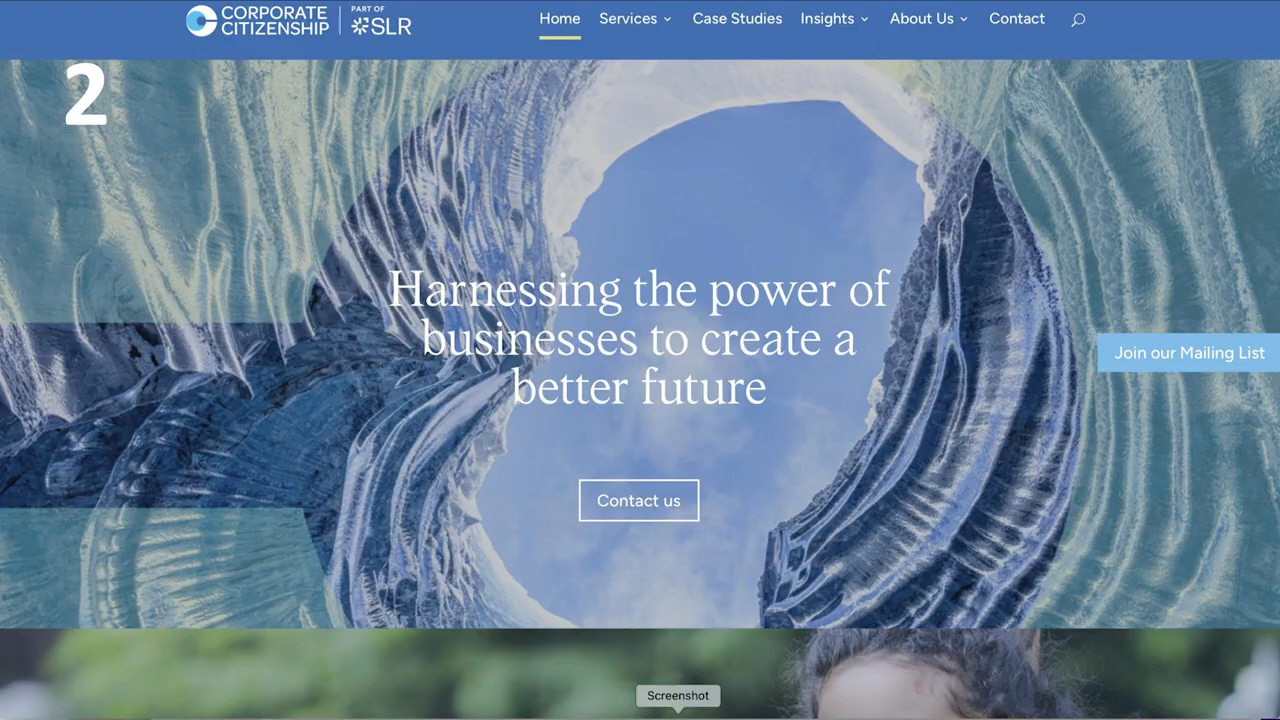 CORPORATE
CITIZENSHIP
PART OF
SLR
Home
Services
Case Studies
Insights
About Us
Contact
2
Harnessing the power of
businesses to create a
better future
Join our Mailing List
Contact us
Screenshot